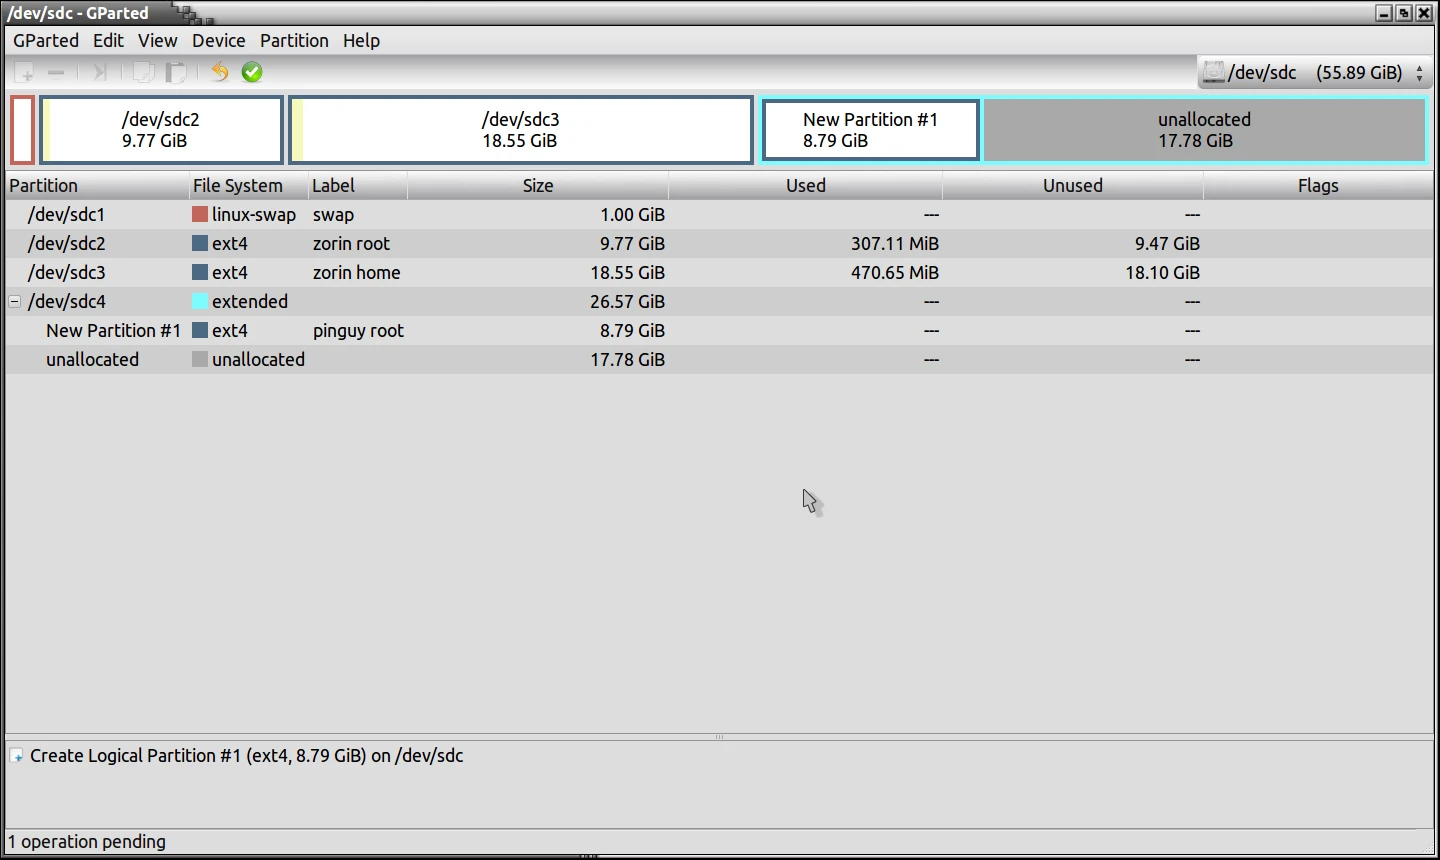 /dev/sdc - GParted
GParted Edit View Device Partition Help
/dev/sdc (55.89 GiB)
/dev/sdc2 /dev/sdc3 New Partition #1 unallocated
9.77 GiB 18.55 GiB 8.79 GiB 17.78 GiB
Partition File System Label Size Used Unused Flags
/dev/sdc1 linux-swap swap 1.00 GiB --- ---
/dev/sdc2 ext4 zorin root 9.77 GiB 307.11 MiB 9.47 GiB
/dev/sdc3 ext4 zorin home 18.55 GiB 470.65 MiB 18.10 GiB
/dev/sdc4 extended 26.57 GiB --- ---
New Partition #1 ext4 pinguy root 8.79 GiB --- ---
unallocated unallocated 17.78 GiB --- ---
Create Logical Partition #1 (ext4, 8.79 GiB) on /dev/sdc
1 operation pending